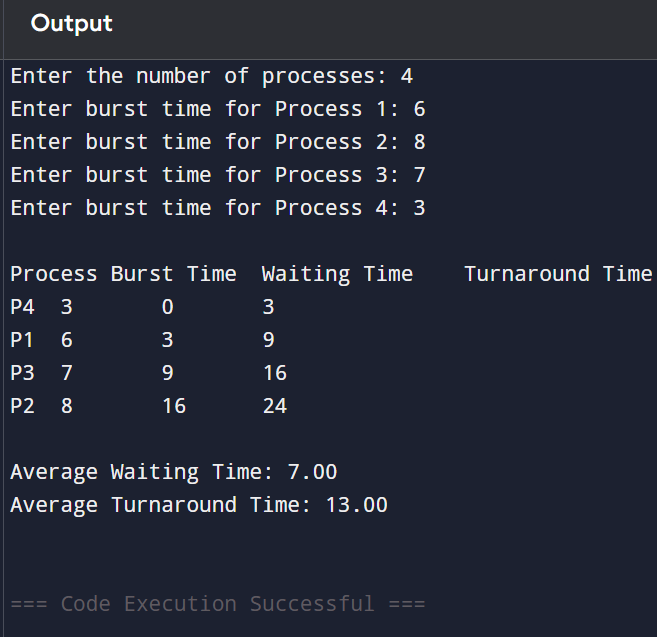 Output
Enter the number of processes: 4
Enter burst time for Process 1: 6
Enter burst time for Process 2: 8
Enter burst time for Process 3: 7
Enter burst time for Process 4: 3
Process Burst Time  Waiting Time    Turnaround Time
P4  3       0       3
P1  6       3       9
P3  7       9       16
P2  8       16      24
Average Waiting Time: 7.00
Average Turnaround Time: 13.00
=== Code Execution Successful ===